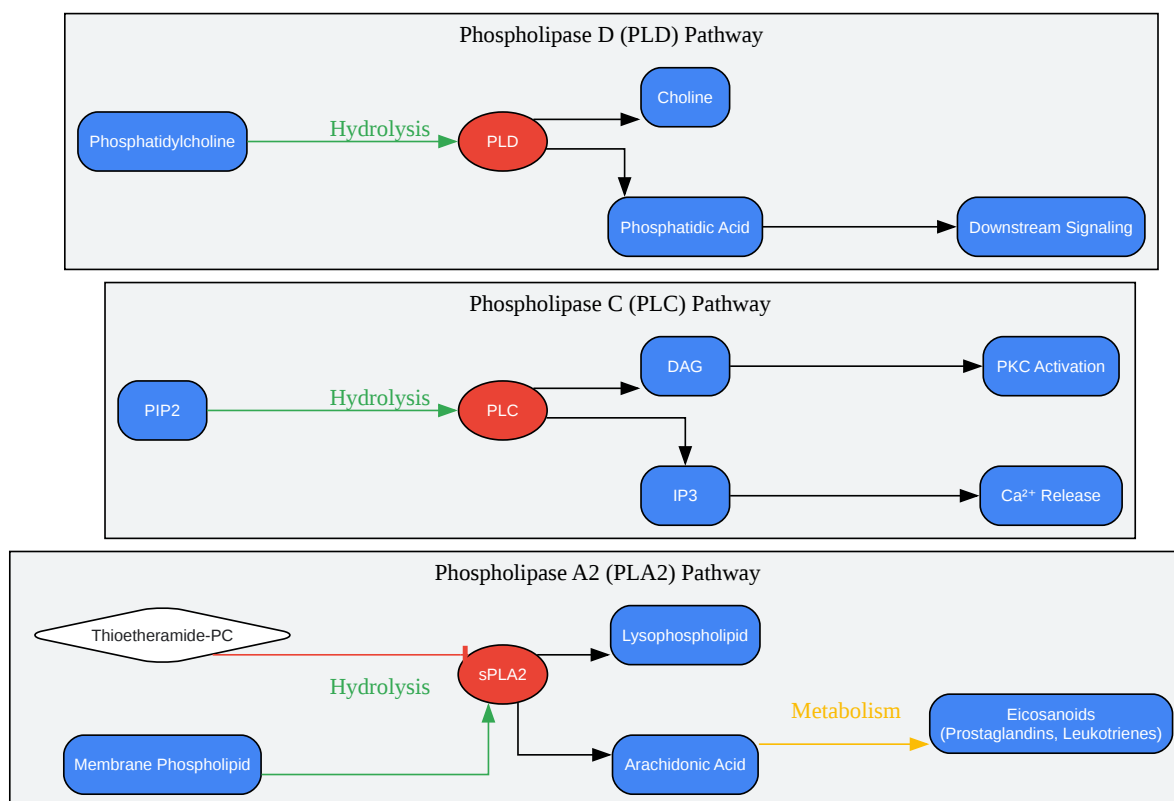 Phospholipase D (PLD) Pathway
Choline
Phosphatidylcholine
Hydrolysis
PLD
Phosphatidic Acid
Downstream Signaling
Phospholipase C (PLC) Pathway
DAG
PKC Activation
PIP2
Hydrolysis
PLC
IP3
Ca²⁺ Release
Phospholipase A2 (PLA2) Pathway
Thioetheramide-PC
Lysophospholipid
sPLA2
Hydrolysis
Metabolism
Eicosanoids
(Prostaglandins, Leukotrienes)
Membrane Phospholipid
Arachidonic Acid